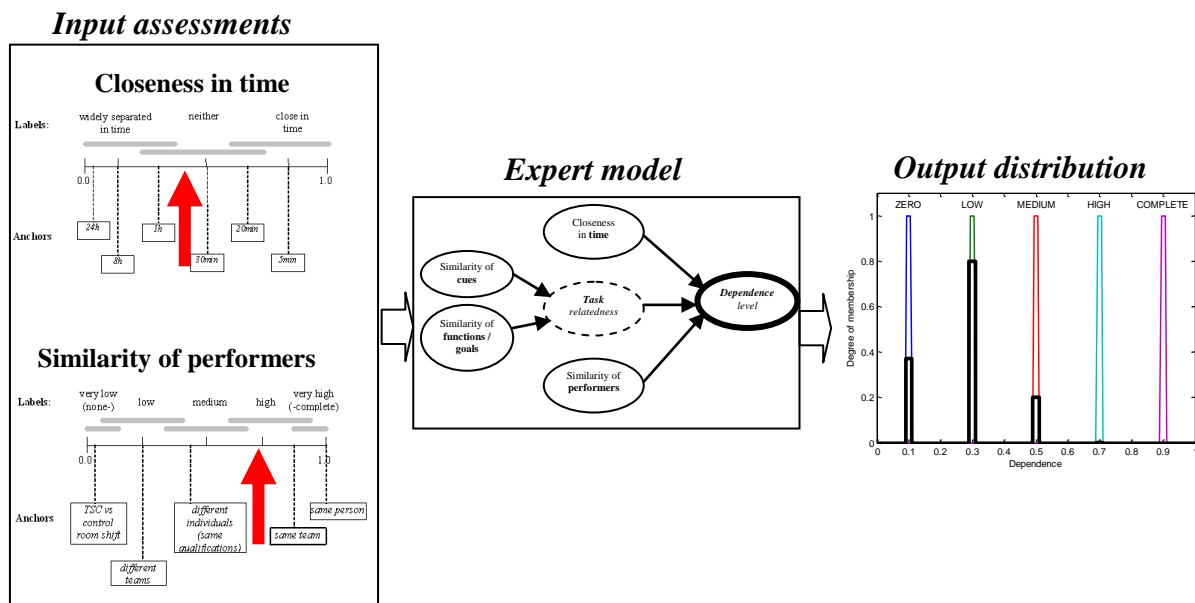 Input assessments
Closeness in time
Labels:
widely separated
in time
neither
close in
time
0.0
1.0
Anchors
24h
8h
1h
30min
20min
5min
Similarity of performers
Labels:
very low
(none-)
low
medium
high
very high
(-complete)
0.0
1.0
Anchors
TSC vs
control
room shift
different
teams
different
individuals
(same
qualifications)
same team
same person
Expert model
Closeness
in time
Similarity of
cues
Similarity of
functions /
goals
Task
relatedness
Similarity of
performers
Dependence
level
Output distribution
ZERO
LOW
MEDIUM
HIGH
COMPLETE
Degree of membership
1
0.8
0.6
0.4
0.2
0
0 0.1 0.2 0.3 0.4 0.5 0.6 0.7 0.8 0.9 1
Dependence